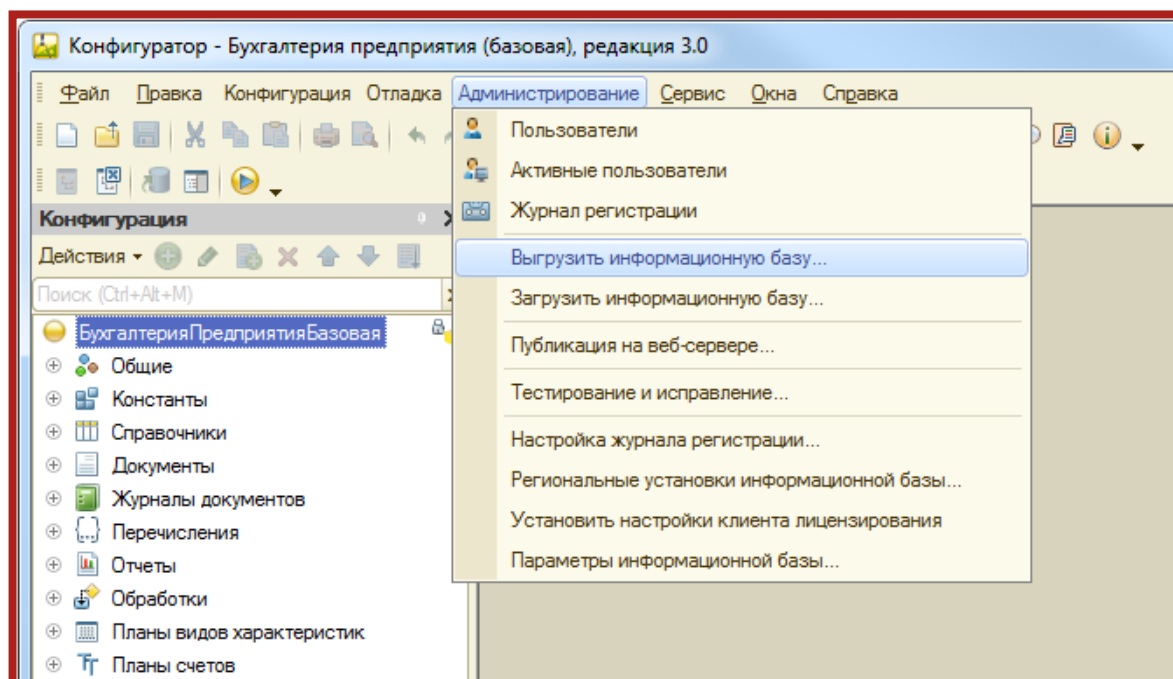 Конфигуратор - Бухгалтерия предприятия (базовая), редакция 3.0
Файл Правка Конфигурация Отладка Администрирование Сервис Окна Справка
Пользователи
Активные пользователи
Журнал регистрации
Выгрузить информационную базу...
Загрузить информационную базу...
Публикация на веб-сервере...
Тестирование и исправление...
Настройка журнала регистрации...
Региональные установки информационной базы...
Установить настройки клиента лицензирования
Параметры информационной базы...
Конфигурация
Действия
Поиск (Ctrl+Alt+M)
БухгалтерияПредприятияБазовая
Общие
Константы
Справочники
Документы
Журналы документов
Перечисления
Отчеты
Обработки
Планы видов характеристик
Планы счетов